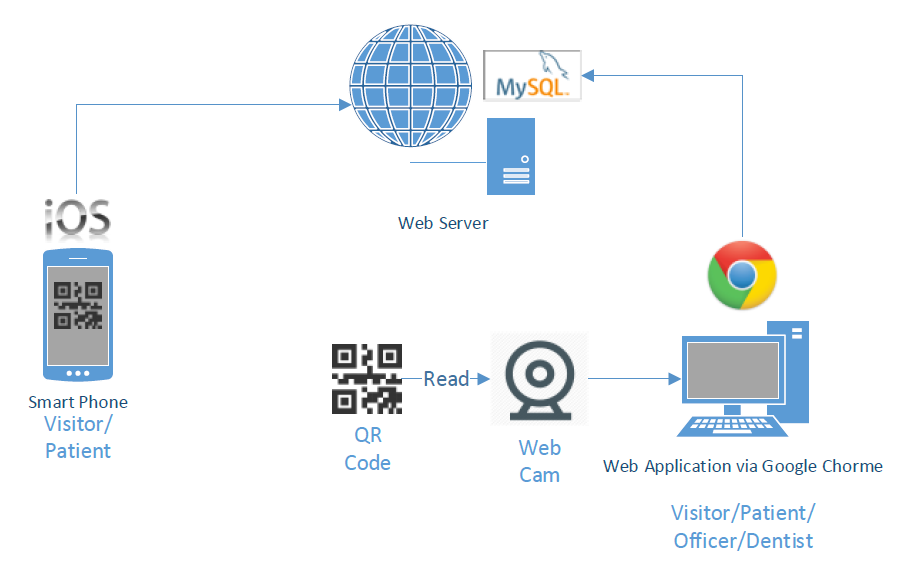 MySQL
TM
Web Server
iOS
Smart Phone
Visitor/
Patient
Read
QR
Code
Web
Cam
Web Application via Google Chorme
Visitor/Patient/
Officer/Dentist